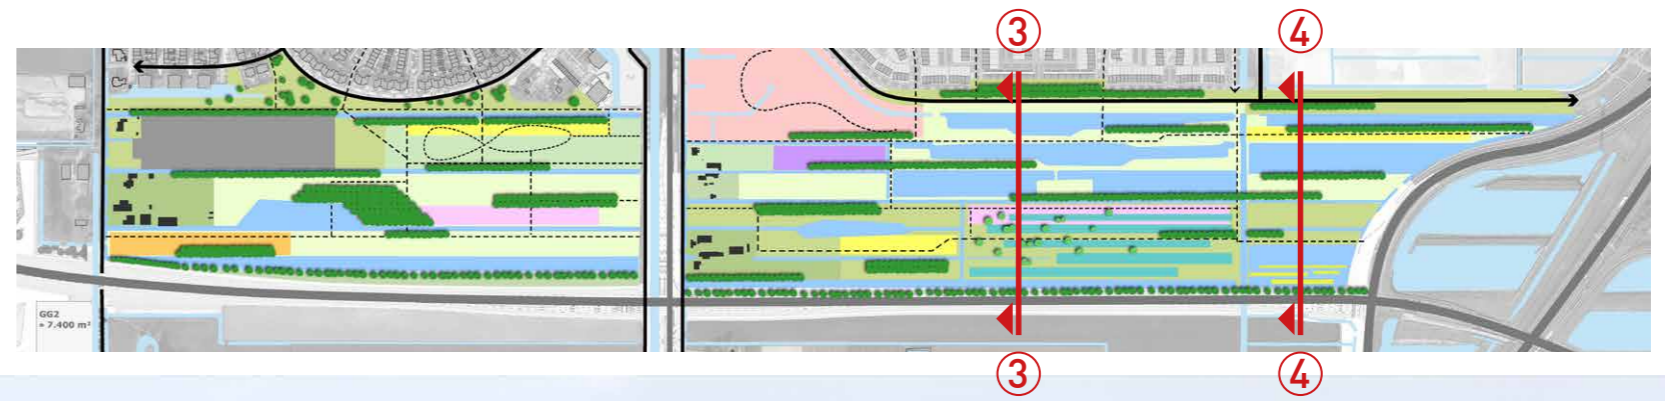 ③ ④
GG2
= 7.400 m²
③ ④